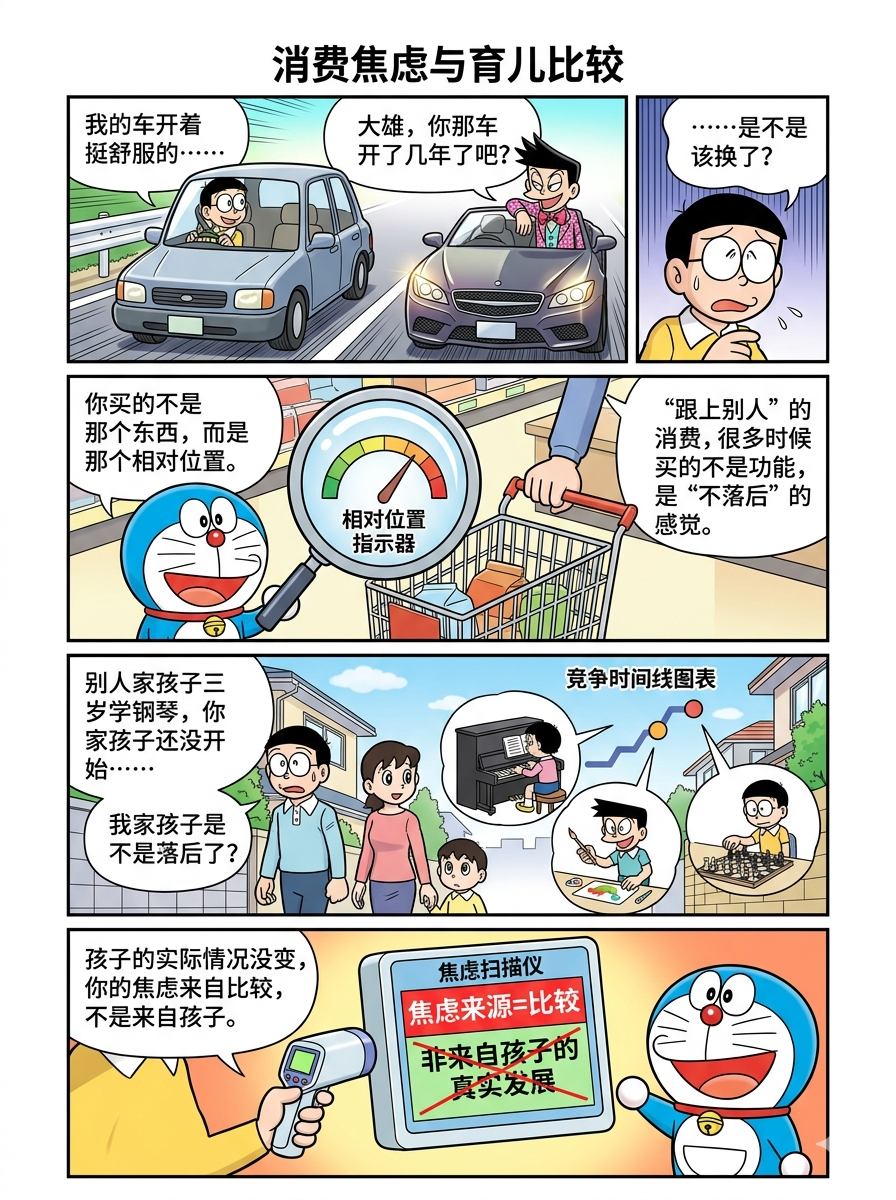 消费焦虑与育儿比较
我的车开着
挺舒服的……
大雄，你那车
开了几年了吧？
……是不是
该换了？
你买的不是
那个东西，而是
那个相对位置。
相对位置
指示器
“跟上别人”的
消费，很多时候
买的不是功能，
是“不落后”的
感觉。
别人家孩子三
岁学钢琴，你
家孩子还没开
始……
我家孩子是
不是落后了？
竞争时间线图表
孩子的实际情况没变，
你的焦虑来自比较，
不是来自孩子。
焦虑扫描仪
焦虑来源=比较
非来自孩子的
真实发展